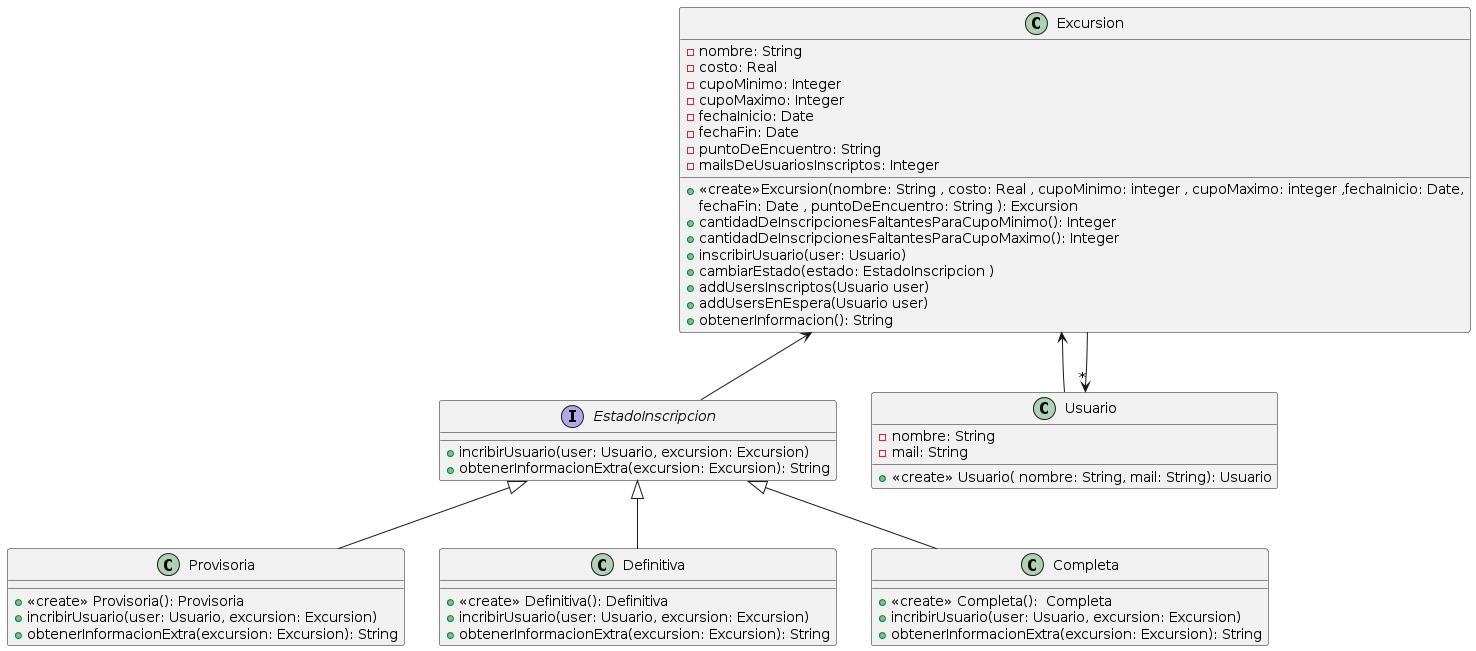 C Excursion
nombre: String
costo: Real
cupoMinimo: Integer
cupoMaximo: Integer
fechaInicio: Date
fechaFin: Date
puntoDeEncuentro: String
mailsDeUsuariosInscriptos: Integer
«create»Excursion(nombre: String , costo: Real , cupoMinimo: integer , cupoMaximo: integer ,fechaInicio: Date,
fechaFin: Date , puntoDeEncuentro: String ): Excursion
cantidadDeInscripcionesFaltantesParaCupoMinimo(): Integer
cantidadDeInscripcionesFaltantesParaCupoMaximo(): Integer
inscribirUsuario(user: Usuario)
cambiarEstado(estado: EstadoInscripcion )
addUsersInscriptos(Usuario user)
addUsersEnEspera(Usuario user)
obtenerInformacion(): String
*
I EstadoInscripcion
incribirUsuario(user: Usuario, excursion: Excursion)
obtenerInformacionExtra(excursion: Excursion): String
C Usuario
nombre: String
mail: String
«create» Usuario( nombre: String, mail: String): Usuario
C Provisoria
«create» Provisoria(): Provisoria
incribirUsuario(user: Usuario, excursion: Excursion)
obtenerInformacionExtra(excursion: Excursion): String
C Definitiva
«create» Definitiva(): Definitiva
incribirUsuario(user: Usuario, excursion: Excursion)
obtenerInformacionExtra(excursion: Excursion): String
C Completa
«create» Completa():  Completa
incribirUsuario(user: Usuario, excursion: Excursion)
obtenerInformacionExtra(excursion: Excursion): String